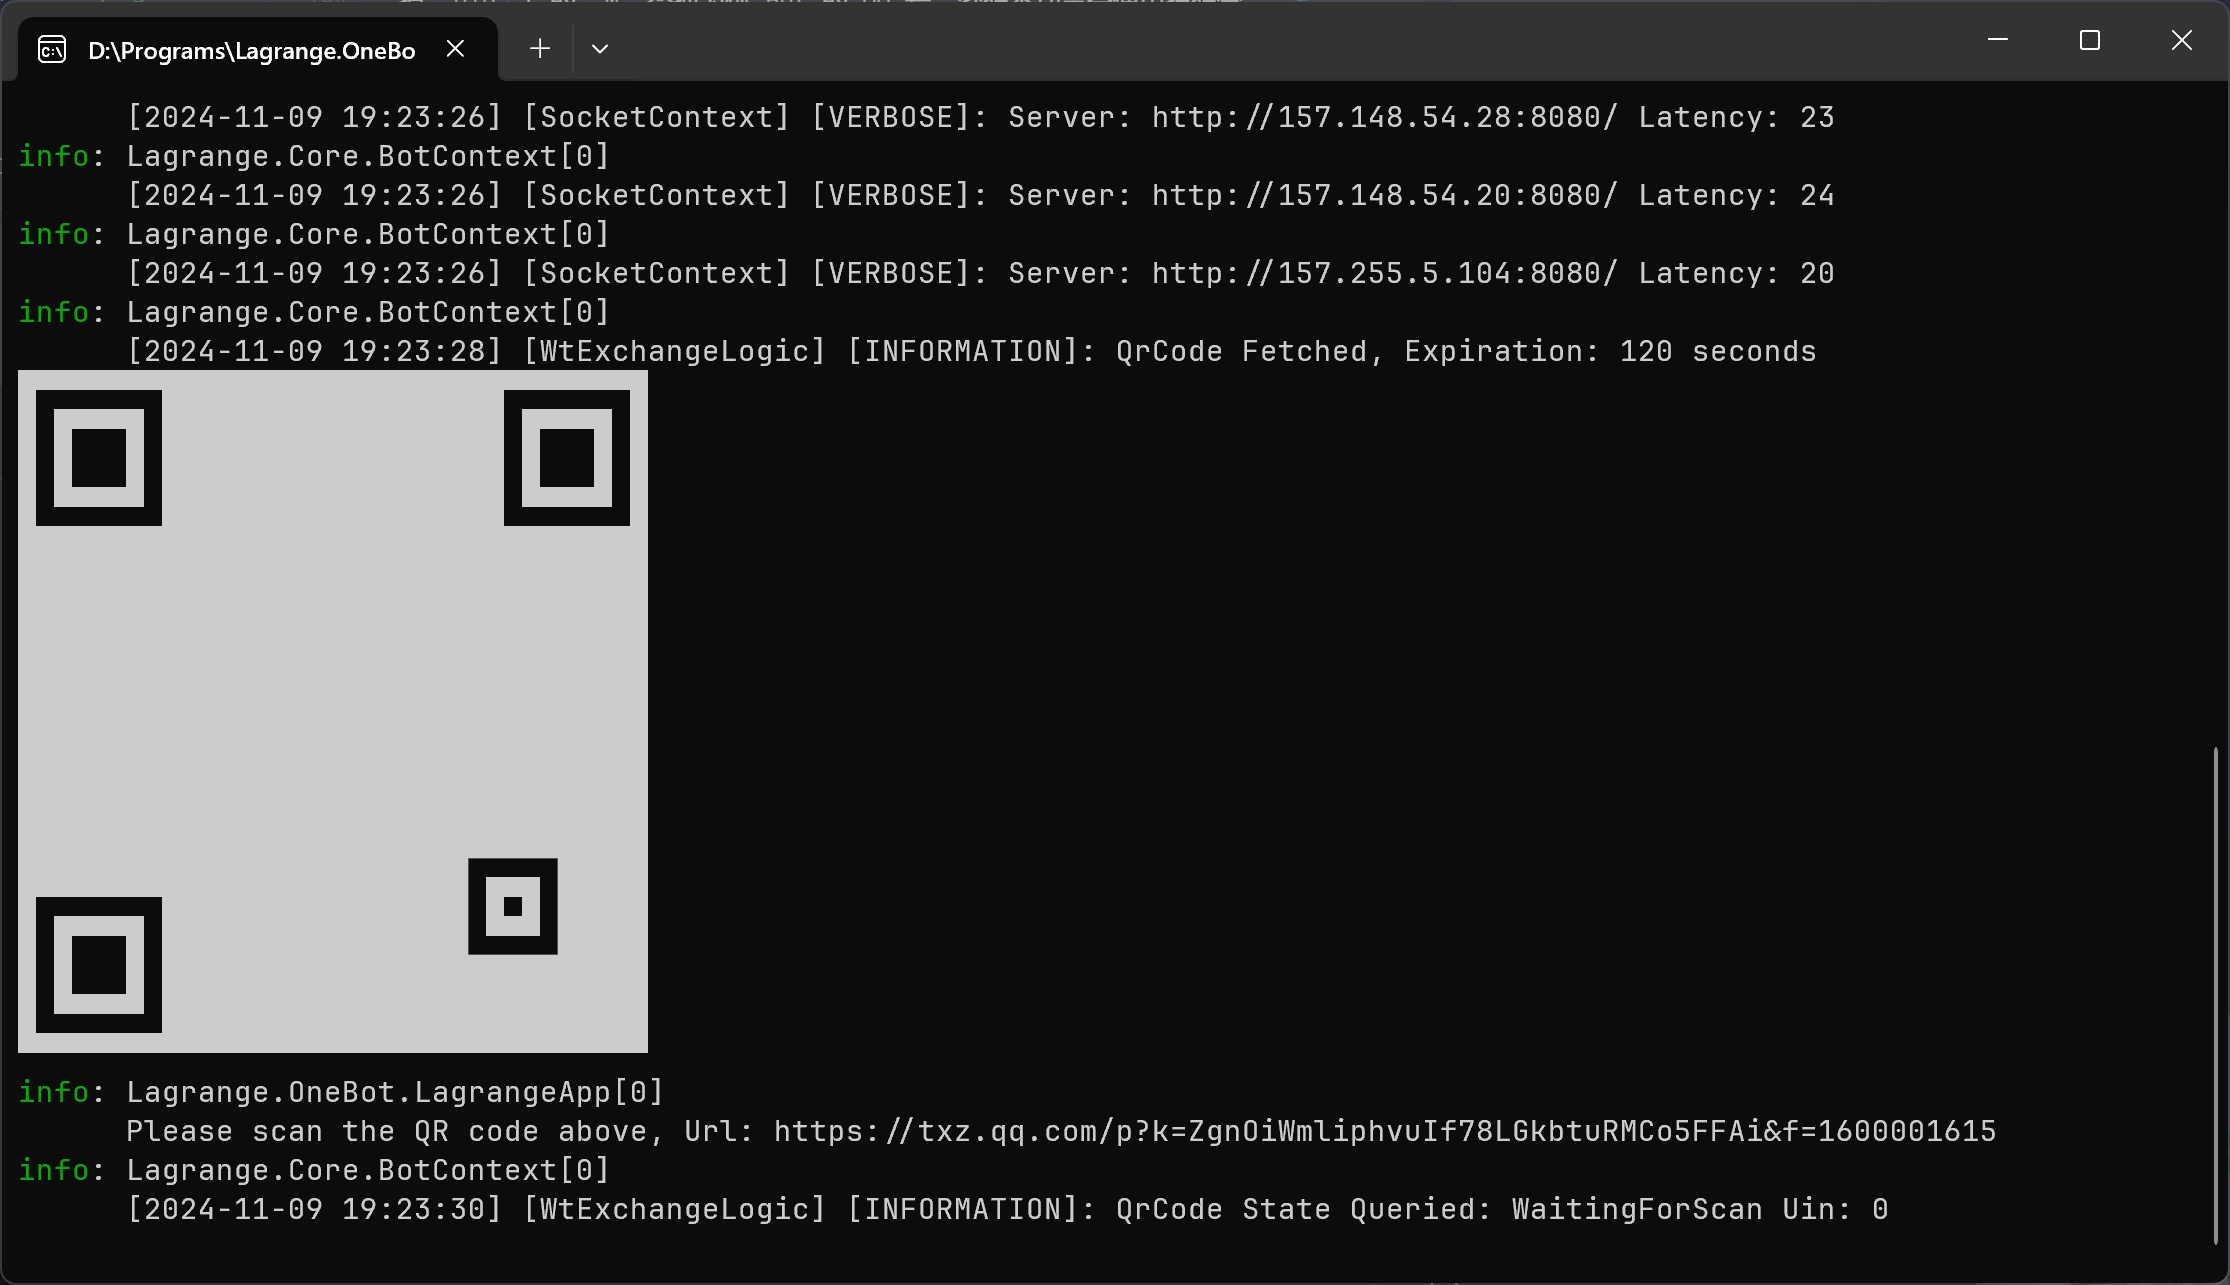 D:\Programs\Lagrange.OneBo
[2024-11-09 19:23:26] [SocketContext] [VERBOSE]: Server: http://157.148.54.28:8080/ Latency: 23
info: Lagrange.Core.BotContext[0]
[2024-11-09 19:23:26] [SocketContext] [VERBOSE]: Server: http://157.148.54.20:8080/ Latency: 24
info: Lagrange.Core.BotContext[0]
[2024-11-09 19:23:26] [SocketContext] [VERBOSE]: Server: http://157.255.5.104:8080/ Latency: 20
info: Lagrange.Core.BotContext[0]
[2024-11-09 19:23:28] [WtExchangeLogic] [INFORMATION]: QrCode Fetched, Expiration: 120 seconds
info: Lagrange.OneBot.LagrangeApp[0]
Please scan the QR code above, Url: https://txz.qq.com/p?k=ZgnOiWmliphvuIf78LGkbtuRMCo5FFAi&f=1600001615
info: Lagrange.Core.BotContext[0]
[2024-11-09 19:23:30] [WtExchangeLogic] [INFORMATION]: QrCode State Queried: WaitingForScan Uin: 0